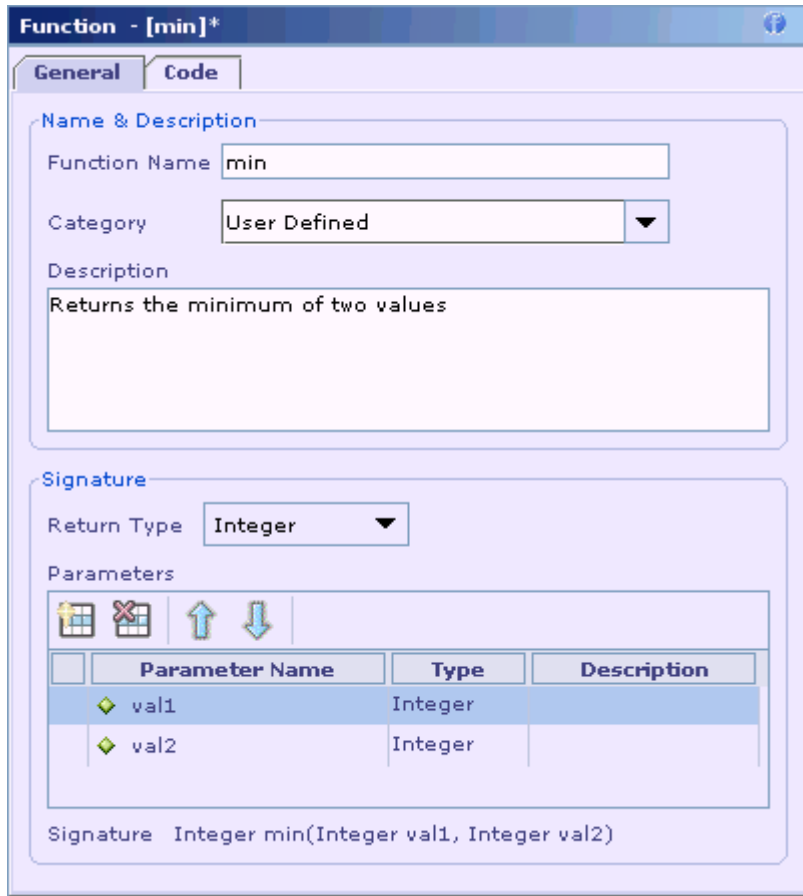 Function - [min]*
General Code
Name & Description
Function Name min
Category User Defined
Description
Returns the minimum of two values
Signature
Return Type Integer
Parameters
Parameter Name Type Description
val1 Integer
val2 Integer
Signature Integer min(Integer val1, Integer val2)